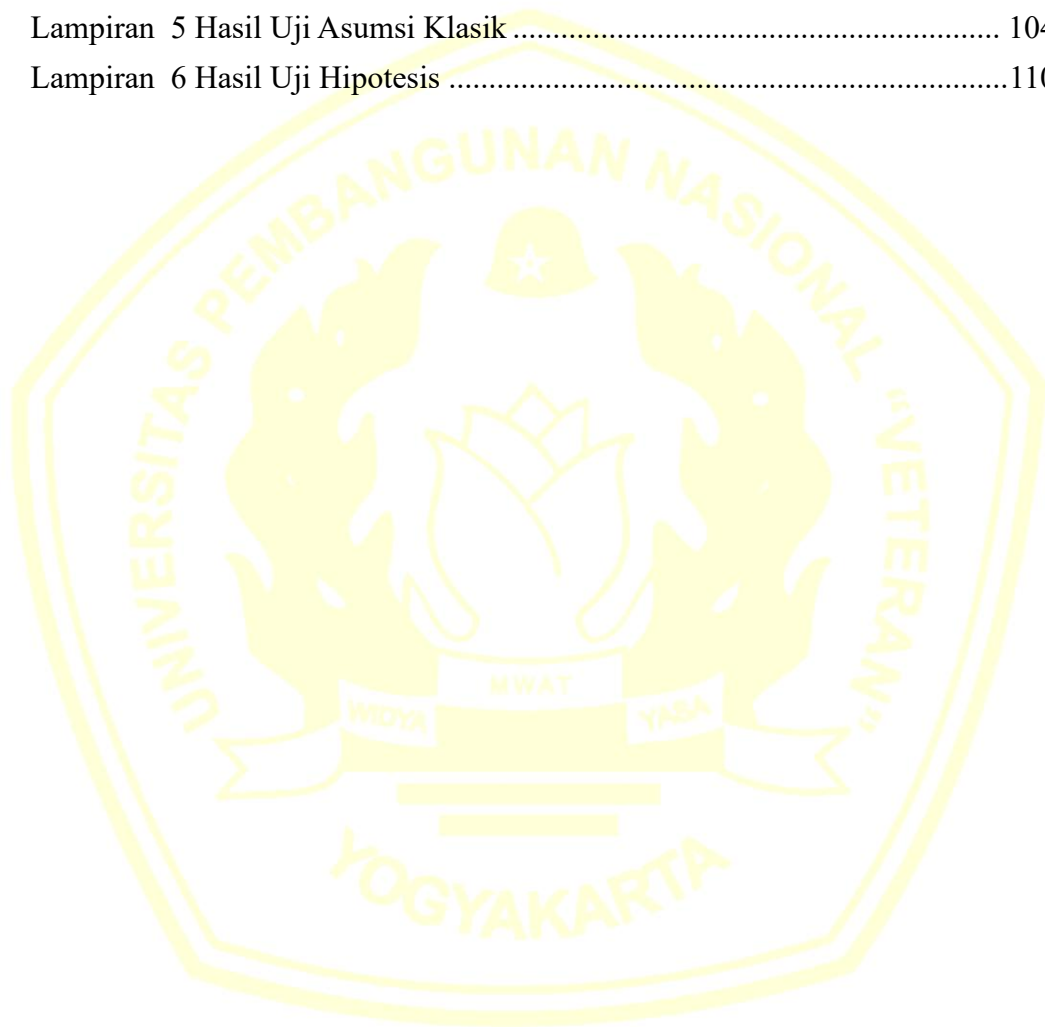 Lampiran  5 Hasil Uji Asumsi Klasik ............................................................. 104
Lampiran  6 Hasil Uji Hipotesis ......................................................................110
UNIVERSITAS PEMBANGUNAN NASIONAL "VETERAN"
WIDYA MWAT YASA
YOGYAKARTA